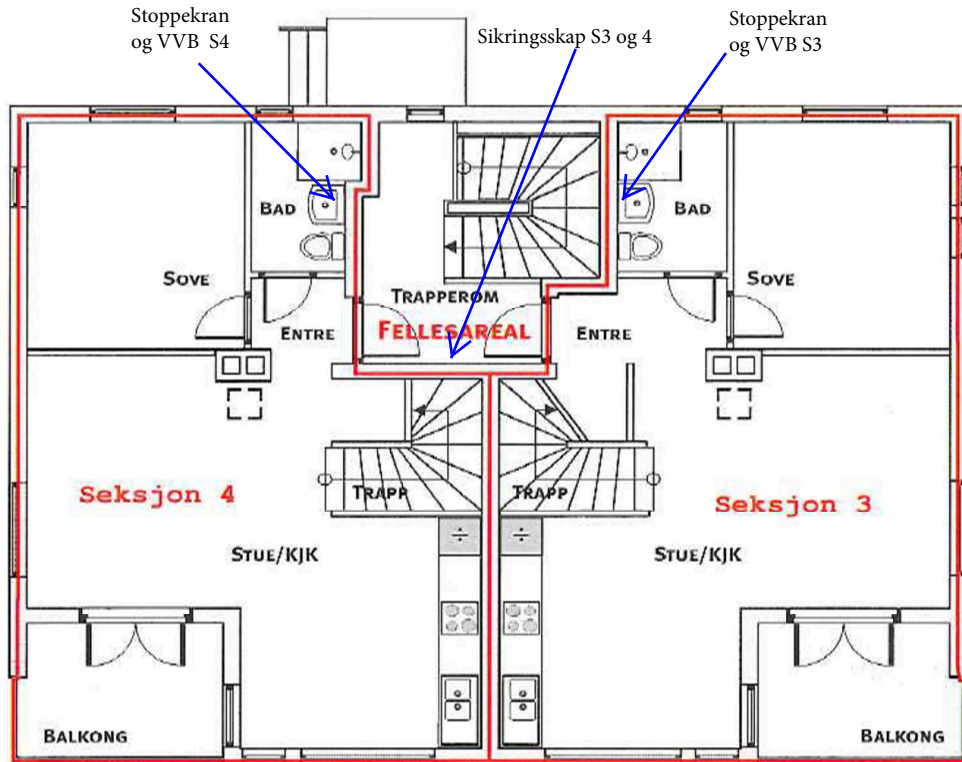 Stoppekran
og VVB S4
Sikringsskap S3 og 4
Stoppekran
og VVB S3
BAD
BAD
SOVE
SOVE
TRAPPEROM
FELLESAREAL
ENTRE
ENTRE
Seksjon 4
TRAPP
TRAPP
Seksjon 3
STUE/KJK
STUE/KJK
BALKONG
BALKONG